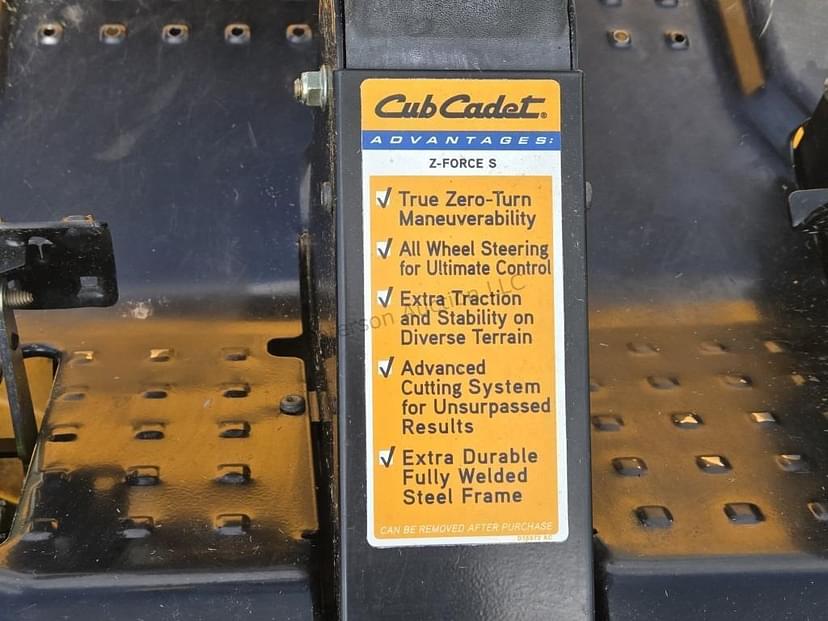 Cub Cadet®
ADVANTAGES:
Z-FORCE S
True Zero-Turn
Maneuverability
All Wheel Steering
for Ultimate Control
Extra Traction
and Stability on
Diverse Terrain
Advanced
Cutting System
for Unsurpassed
Results
Extra Durable
Fully Welded
Steel Frame
CAN BE REMOVED AFTER PURCHASE
Auction LLC